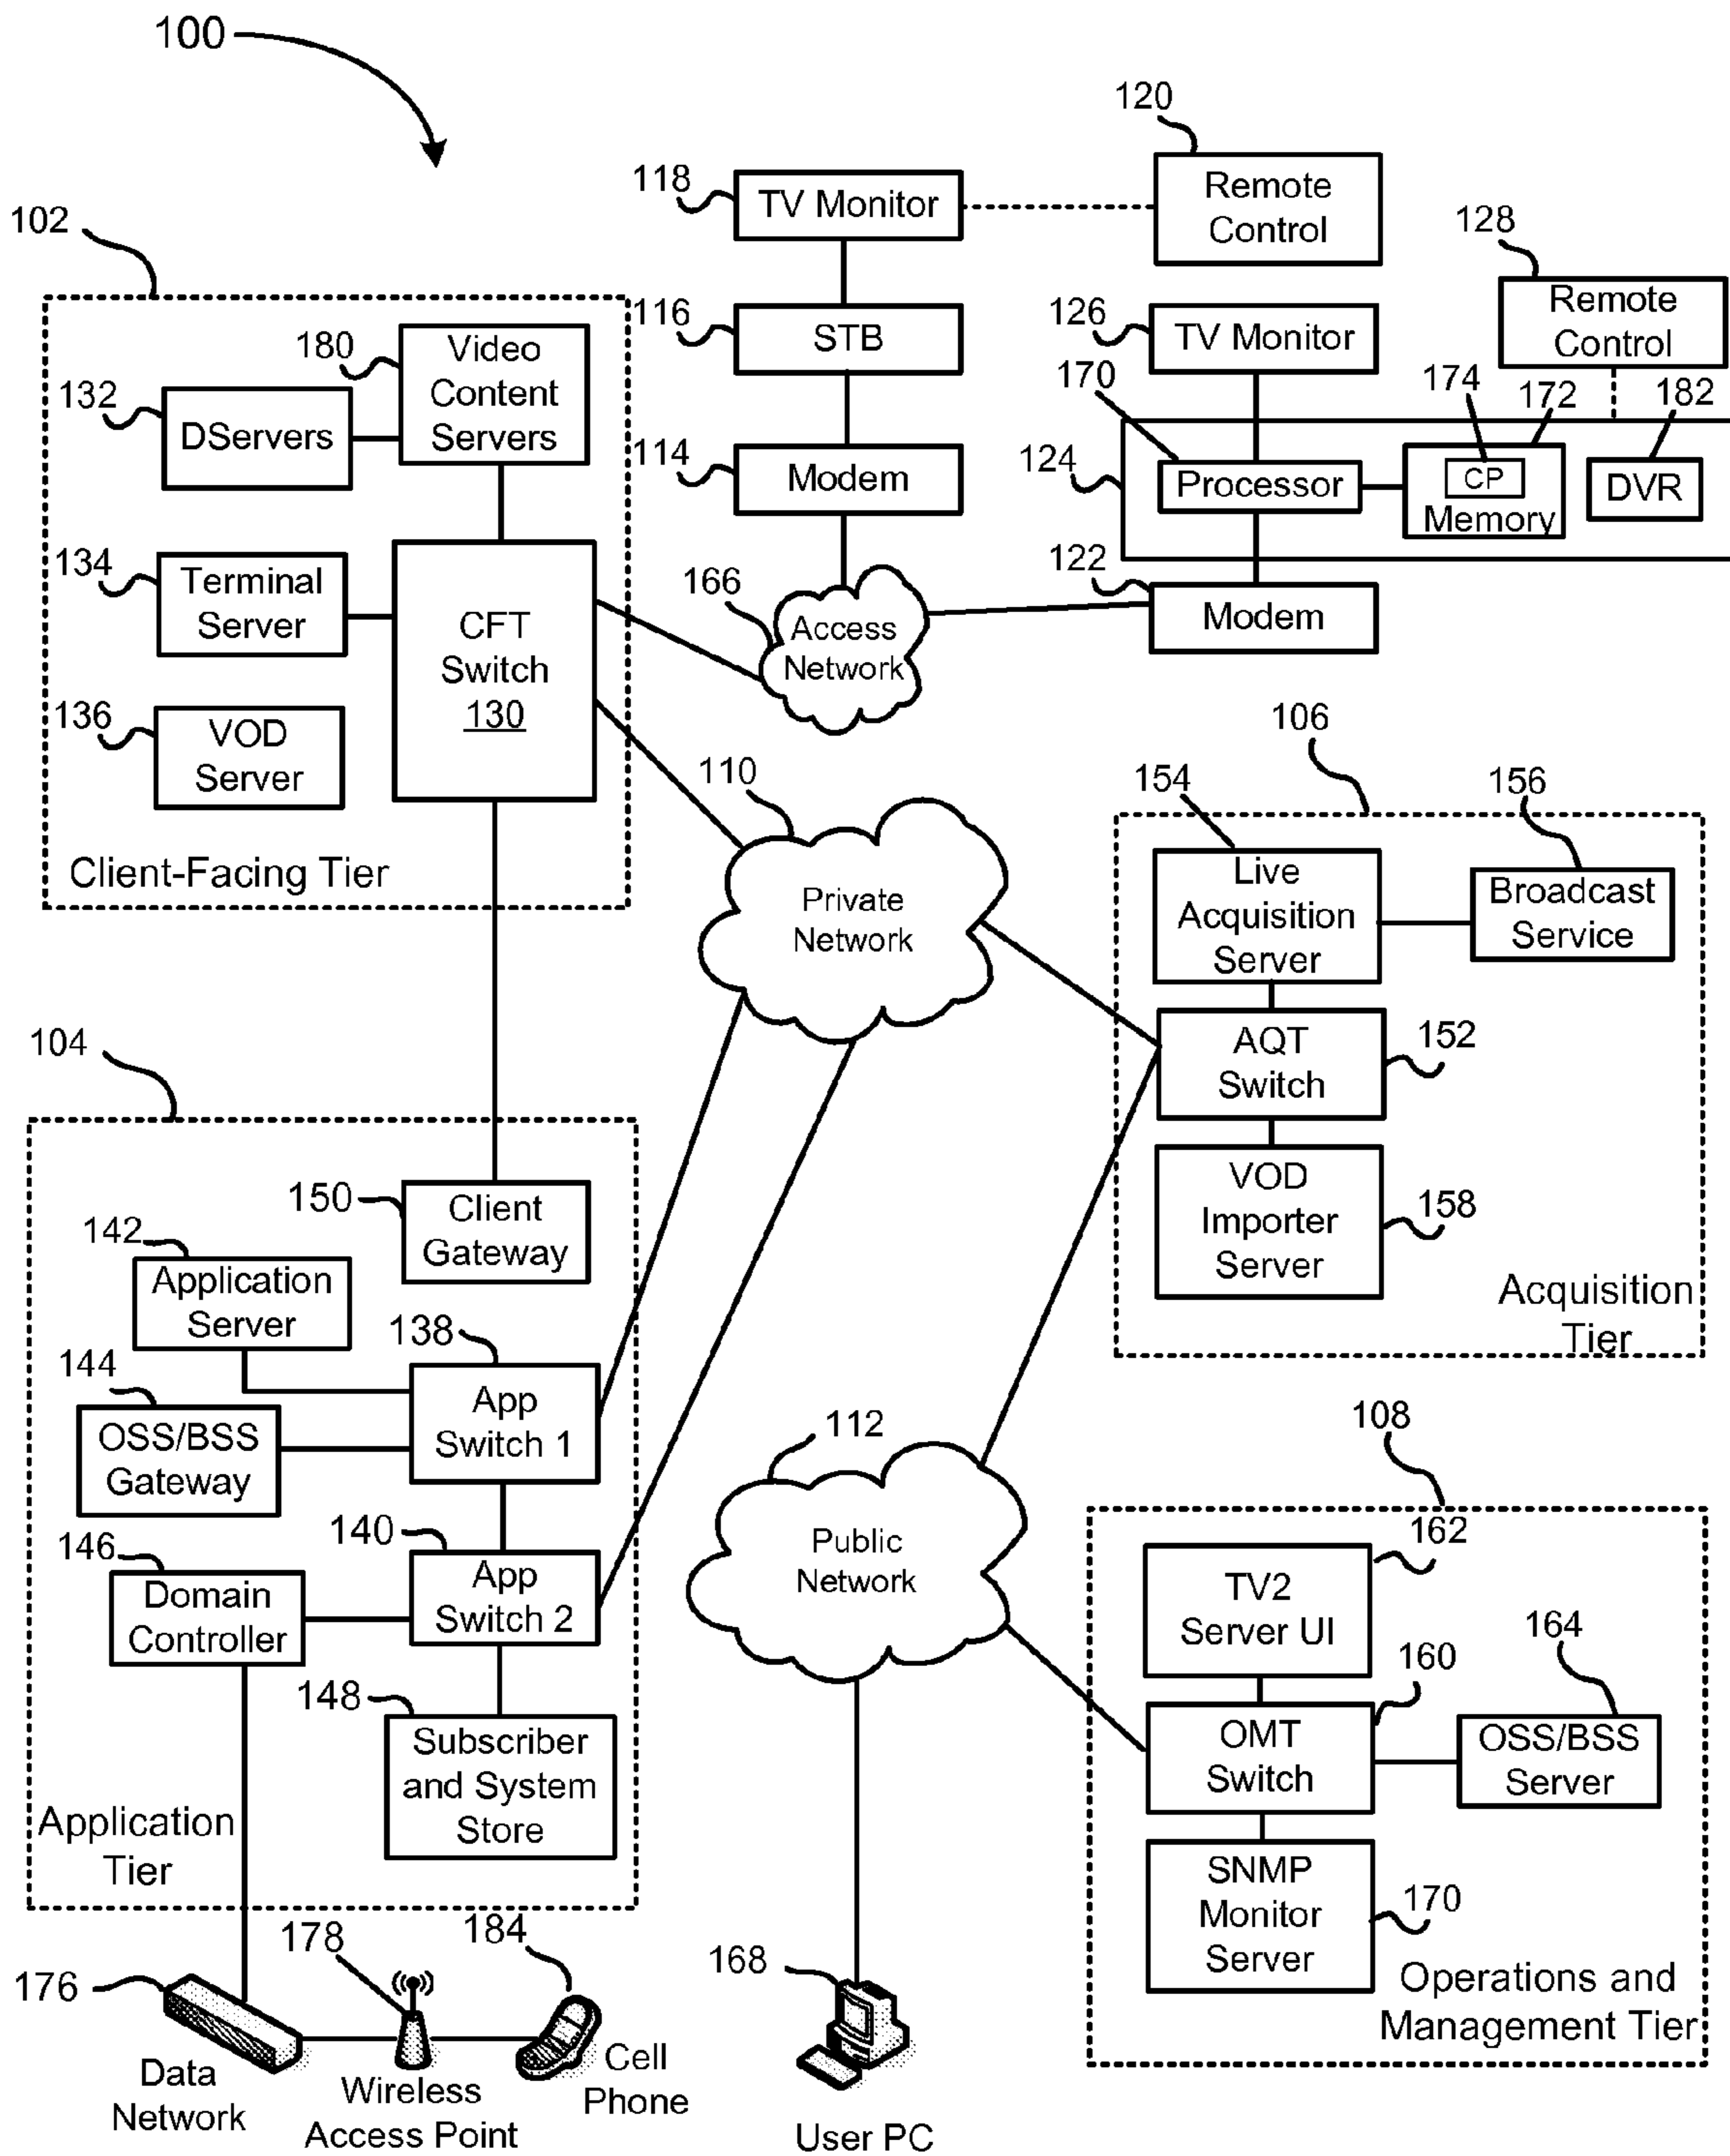 100
120
118
TV Monitor
Remote
Control
102
128
Remote
Control
116
STB
126
TV Monitor
180
Video
Content
Servers
132
DServers
170
174
172
182
114
Modem
124
Processor
CP
Memory
DVR
134
Terminal
Server
CFT
Switch
130
166
Access
Network
122
Modem
136
VOD
Server
Client-Facing Tier
110
Private
Network
106
154
156
Live
Acquisition
Server
Broadcast
Service
AQT
Switch
152
VOD
Importer
Server
158
Acquisition
Tier
104
150
Client
Gateway
142
Application
Server
138
App
Switch 1
144
OSS/BSS
Gateway
140
App
Switch 2
146
Domain
Controller
148
Subscriber
and System
Store
Application
Tier
112
Public
Network
108
162
TV2
Server UI
160
164
OMT
Switch
OSS/BSS
Server
SNMP
Monitor
Server
170
Operations and
Management Tier
176
178
184
168
Data
Network
Wireless
Access Point
Cell
Phone
User PC